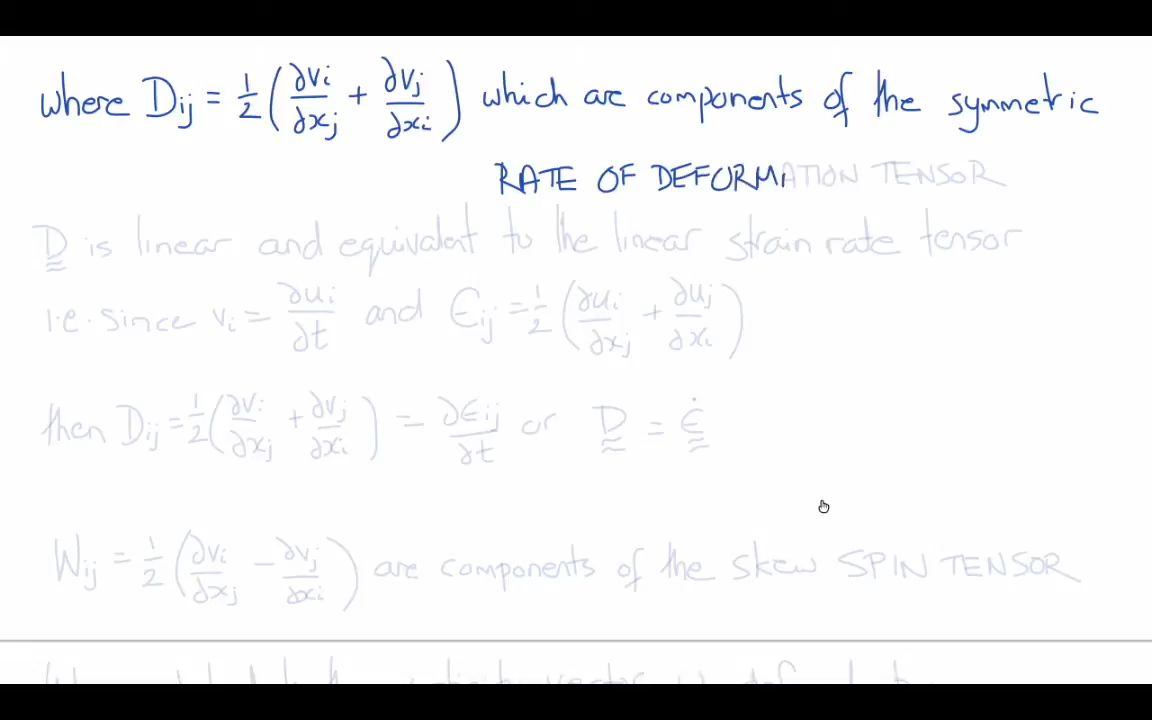 where Dij = 1/2 (∂vi/∂xj + ∂vj/∂xi) which are components of the symmetric
RATE OF DEFORMATION TENSOR
D is linear and equivalent to the linear strain rate tensor
i.e. since vi = ∂ui/∂t and Eij = 1/2 (∂ui/∂xj + ∂uj/∂xi)
then Dij = 1/2 (∂vi/∂xj + ∂vj/∂xi) = ∂Eij/∂t or D = Ė
Wij = 1/2 (∂vi/∂xj - ∂vj/∂xi) are components of the skew SPIN TENSOR